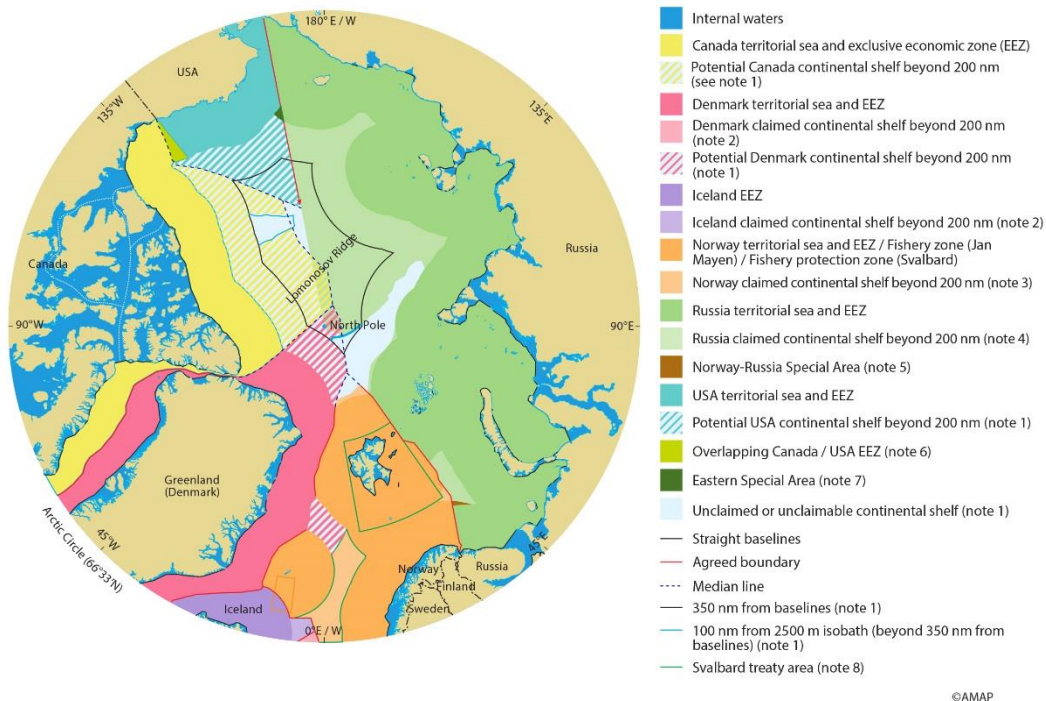 180° E / W
USA
135°W
135°E
Canada
Russia
Lomonosov Ridge
90°W
North Pole
90°E
Greenland
(Denmark)
Arctic Circle (66°33'N)
45°W
45°E
Norway
Russia
Finland
Sweden
Iceland
0°E / W
Internal waters
Canada territorial sea and exclusive economic zone (EEZ)
Potential Canada continental shelf beyond 200 nm
(see note 1)
Denmark territorial sea and EEZ
Denmark claimed continental shelf beyond 200 nm
(note 2)
Potential Denmark continental shelf beyond 200 nm
(note 1)
Iceland EEZ
Iceland claimed continental shelf beyond 200 nm (note 2)
Norway territorial sea and EEZ / Fishery zone (Jan
Mayen) / Fishery protection zone (Svalbard)
Norway claimed continental shelf beyond 200 nm (note 3)
Russia territorial sea and EEZ
Russia claimed continental shelf beyond 200 nm (note 4)
Norway-Russia Special Area (note 5)
USA territorial sea and EEZ
Potential USA continental shelf beyond 200 nm (note 1)
Overlapping Canada / USA EEZ (note 6)
Eastern Special Area (note 7)
Unclaimed or unclaimable continental shelf (note 1)
Straight baselines
Agreed boundary
Median line
350 nm from baselines (note 1)
100 nm from 2500 m isobath (beyond 350 nm from
baselines) (note 1)
Svalbard treaty area (note 8)
©AMAP